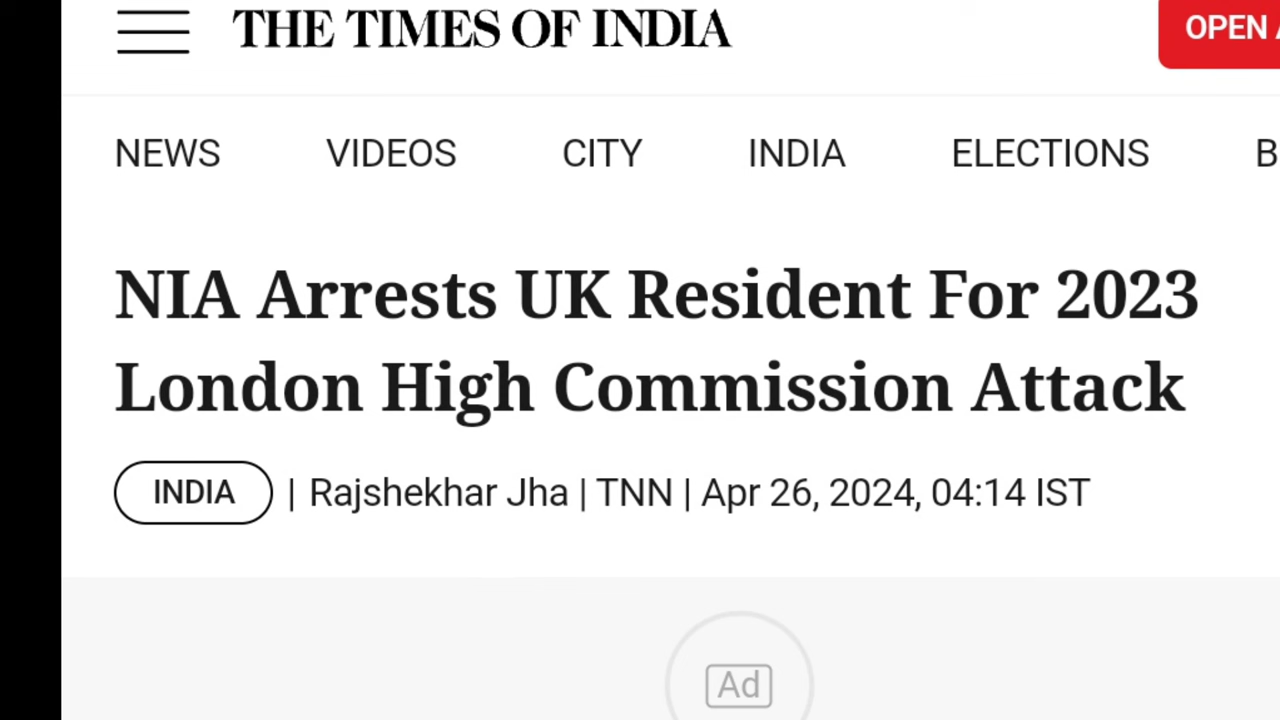 THE TIMES OF INDIA
OPEN
NEWS VIDEOS CITY INDIA ELECTIONS B
NIA Arrests UK Resident For 2023
London High Commission Attack
INDIA | Rajshekhar Jha | TNN | Apr 26, 2024, 04:14 IST
Ad